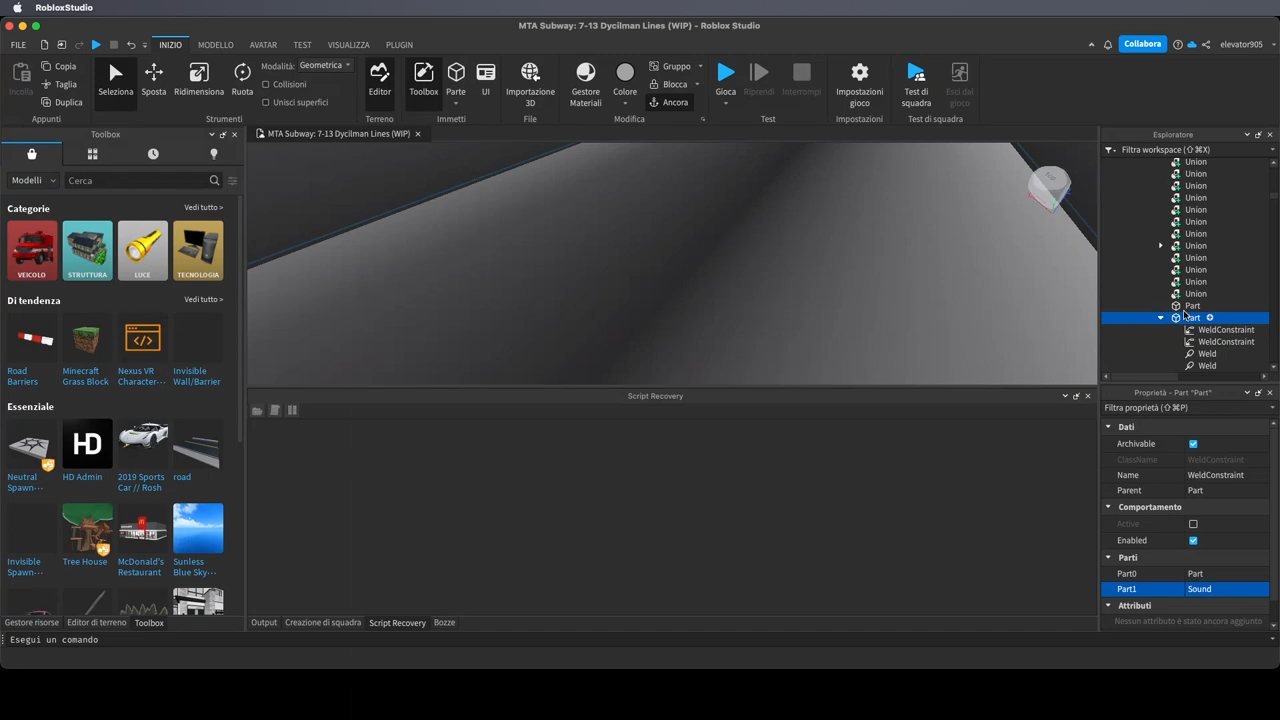 RobloxStudio
MTA Subway: 7-13 Dycilman Lines (WIP) - Roblox Studio
FILE
INIZIO
MODELLO
AVATAR
TEST
VISUALIZZA
PLUGIN
Collabora
elevator905
Incolla
Copia
Taglia
Duplica
Appunti
Seleziona
Sposta
Ridimensiona
Ruota
Modalità: Geometrica
Collisioni
Unisci superfici
Strumenti
Editor
Terreno
Toolbox
Parte
UI
Immetti
Importazione
3D
File
Gestore
Materiali
Colore
Gruppo
Blocca
Ancora
Modifica
Gioca
Riprendi
Interrompi
Test
Impostazioni
gioco
Impostazioni
Test di
squadra
Esci dal
gioco
Test di squadra
Toolbox
MTA Subway: 7-13 Dycilman Lines (WIP)
Esploratore
Filtra workspace (⇧⌘X)
Modelli
Cerca
Categorie
Vedi tutto >
VEICOLO
STRUTTURA
LUCE
TECNOLOGIA
Di tendenza
Vedi tutto >
Road
Barriers
Minecraft
Grass Block
Nexus VR
Character···
Invisible
Wall/Barrier
Essenziale
Neutral
Spawn···
HD Admin
2019 Sports
Car // Rosh
road
Invisible
Spawn···
Tree House
McDonald's
Restaurant
Sunless
Blue Sky···
SUP
HD
Union
Union
Union
Union
Union
Union
Union
Union
Union
Union
Union
Union
Part
Part
WeldConstraint
WeldConstraint
Weld
Weld
Script Recovery
Proprietà - Part "Part"
Filtra proprietà (⇧⌘P)
Dati
Archivable
ClassName WeldConstraint
Name WeldConstraint
Parent Part
Comportamento
Active
Enabled
Parti
Part0 Part
Part1 Sound
Attributi
Nessun attributo è stato ancora aggiunto
Gestore risorse
Editor di terreno
Toolbox
Output
Creazione di squadra
Script Recovery
Bozze
Esegui un comando